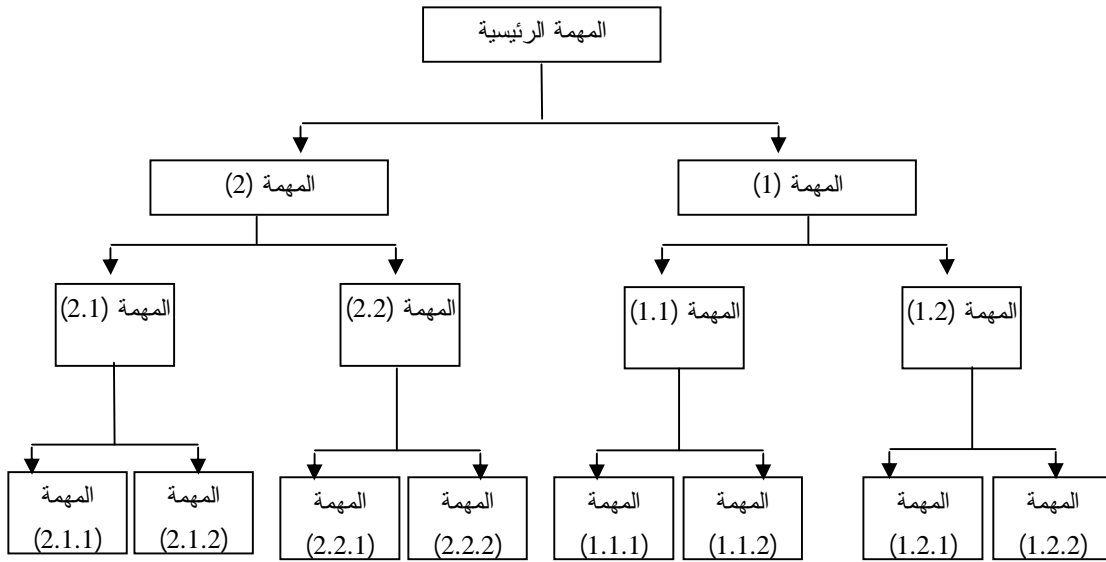 المهمة الرئيسية
المهمة (1)
المهمة (2)
المهمة (1.2)
المهمة (1.1)
المهمة (2.2)
المهمة (2.1)
المهمة
(1.2.2)
المهمة
(1.2.1)
المهمة
(1.1.2)
المهمة
(1.1.1)
المهمة
(2.2.2)
المهمة
(2.2.1)
المهمة
(2.1.2)
المهمة
(2.1.1)